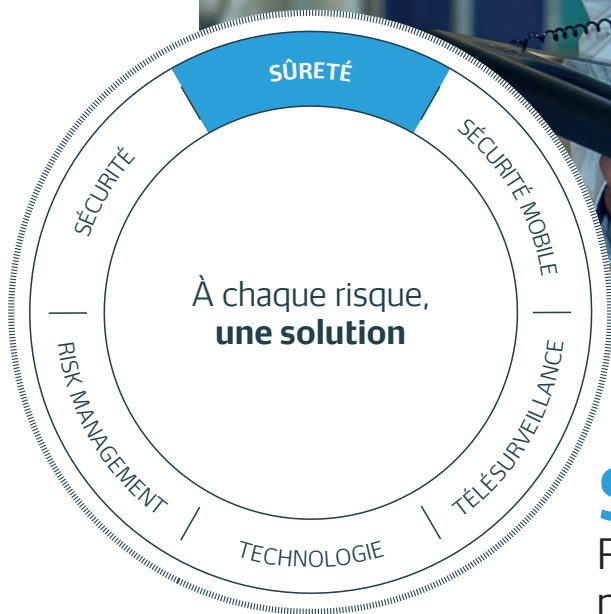 SÛRETÉ
SÉCURITÉ MOBILE
TÉLÉSURVEILLANCE
TECHNOLOGIE
RISK MANAGEMENT
SÉCURITÉ
À chaque risque,
une solution